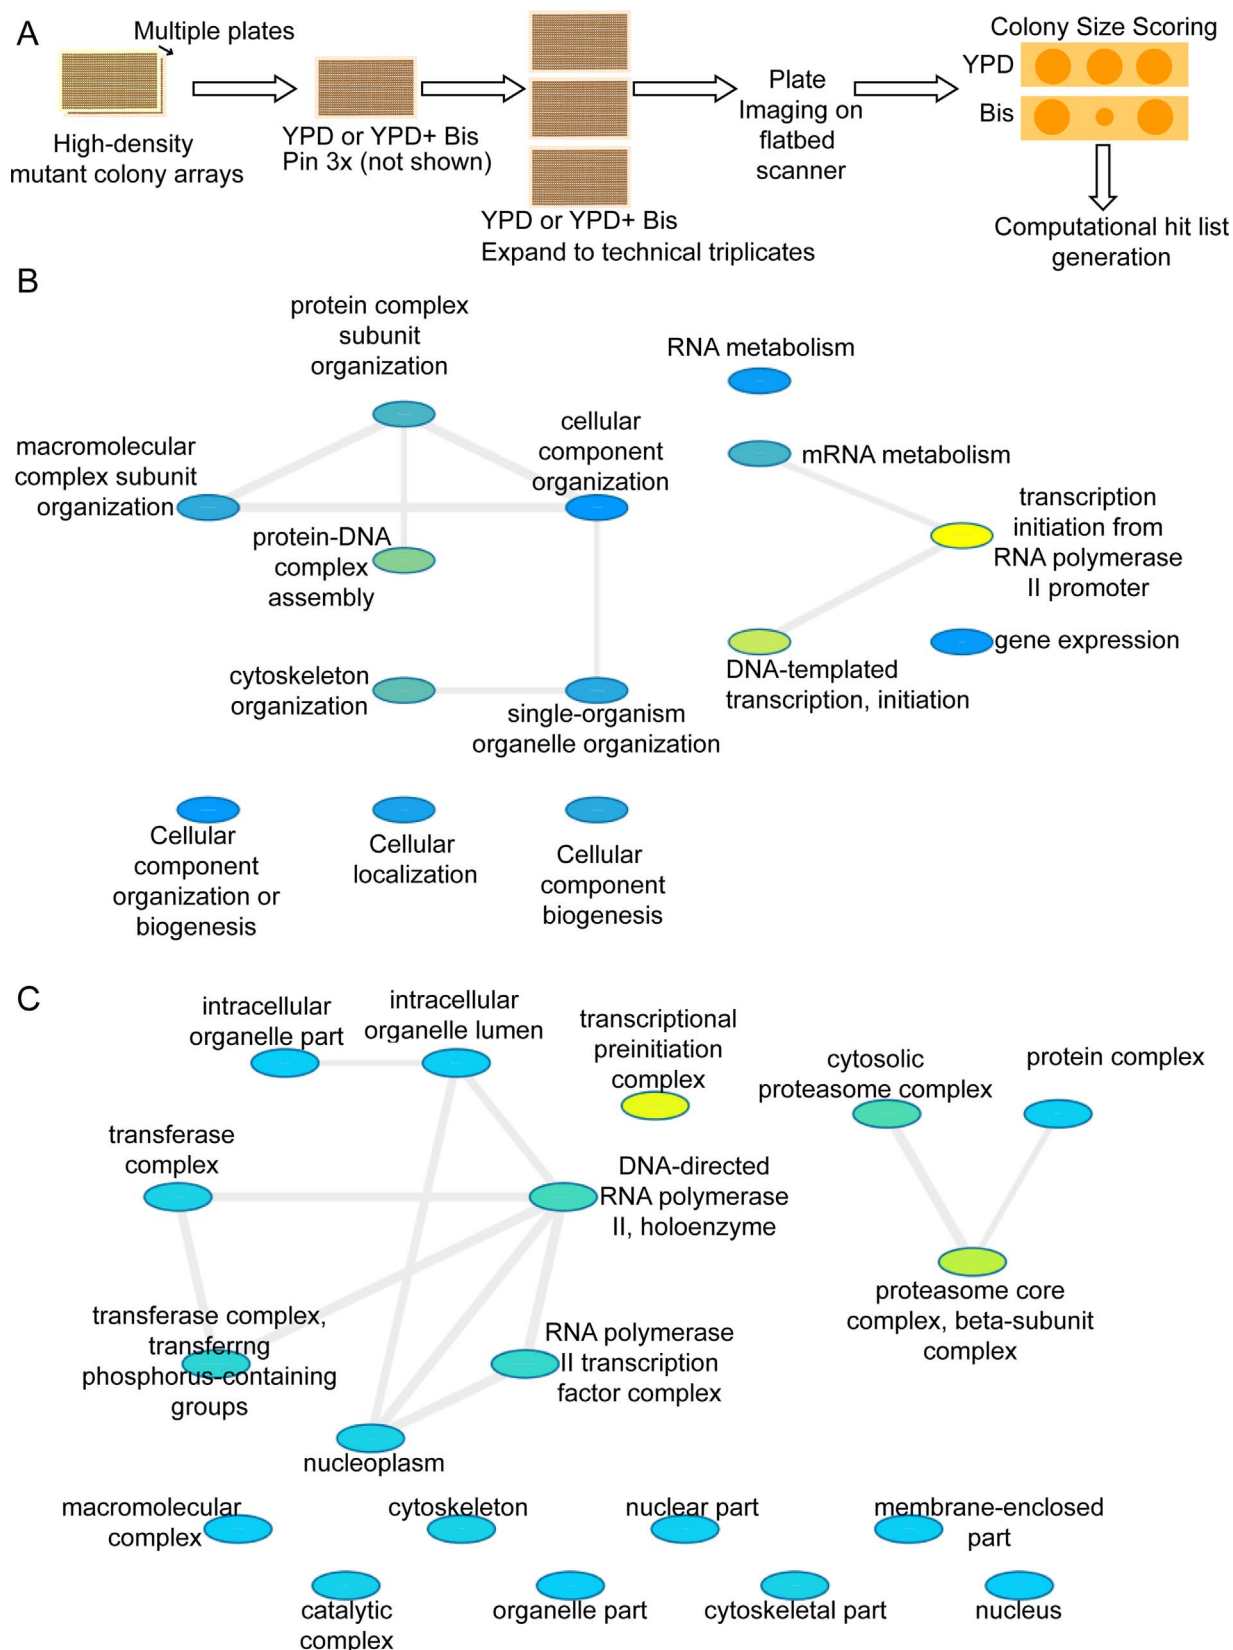 A
Multiple plates
High-density
mutant colony arrays
YPD or YPD+ Bis
Pin 3x (not shown)
YPD or YPD+ Bis
Expand to technical triplicates
Plate
Imaging on
flatbed
scanner
Colony Size Scoring
YPD
Bis
Computational hit list
generation
B
protein complex
subunit
organization
macromolecular
complex subunit
organization
cellular
component
organization
protein-DNA
complex
assembly
cytoskeleton
organization
single-organism
organelle organization
RNA metabolism
mRNA metabolism
transcription
initiation from
RNA polymerase
II promoter
gene expression
DNA-templated
transcription, initiation
Cellular
component
organization or
biogenesis
Cellular
localization
Cellular
component
biogenesis
C
intracellular
organelle part
intracellular
organelle lumen
transcriptional
preinitiation
complex
cytosolic
proteasome complex
protein complex
transferase
complex
DNA-directed
RNA polymerase
II, holoenzyme
transferase complex,
transferrng
phosphorus-containing
groups
RNA polymerase
II transcription
factor complex
proteasome core
complex, beta-subunit
complex
nucleoplasm
macromolecular
complex
cytoskeleton
nuclear part
membrane-enclosed
part
catalytic
complex
organelle part
cytoskeletal part
nucleus